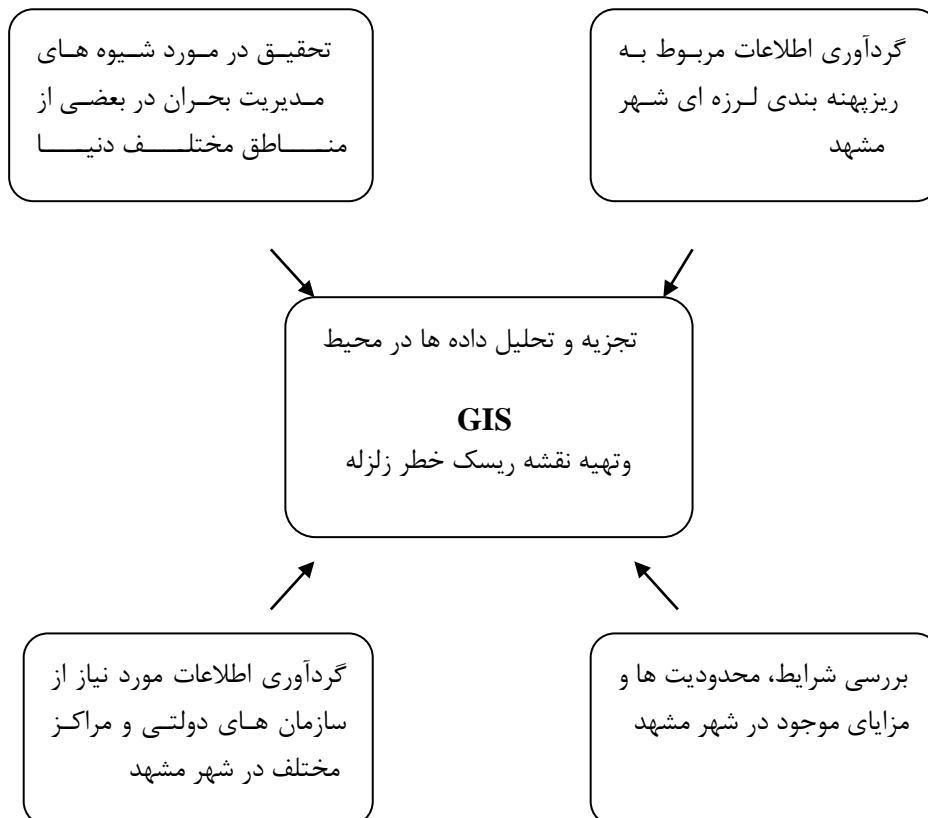 گردآوری اطلاعات مربوط به
ریزپهنه بندی لرزه ای شهر
مشهد
تحقیق در مورد شیوه های
مدیریت بحران در بعضی از
مناطق مختلف دنیا
تجزیه و تحلیل داده ها در محیط
GIS
وتهیه نقشه ریسک خطر زلزله
بررسی شرایط، محدودیت ها و
مزایای موجود در شهر مشهد
گردآوری اطلاعات مورد نیاز از
سازمان های دولتی و مراکز
مختلف در شهر مشهد